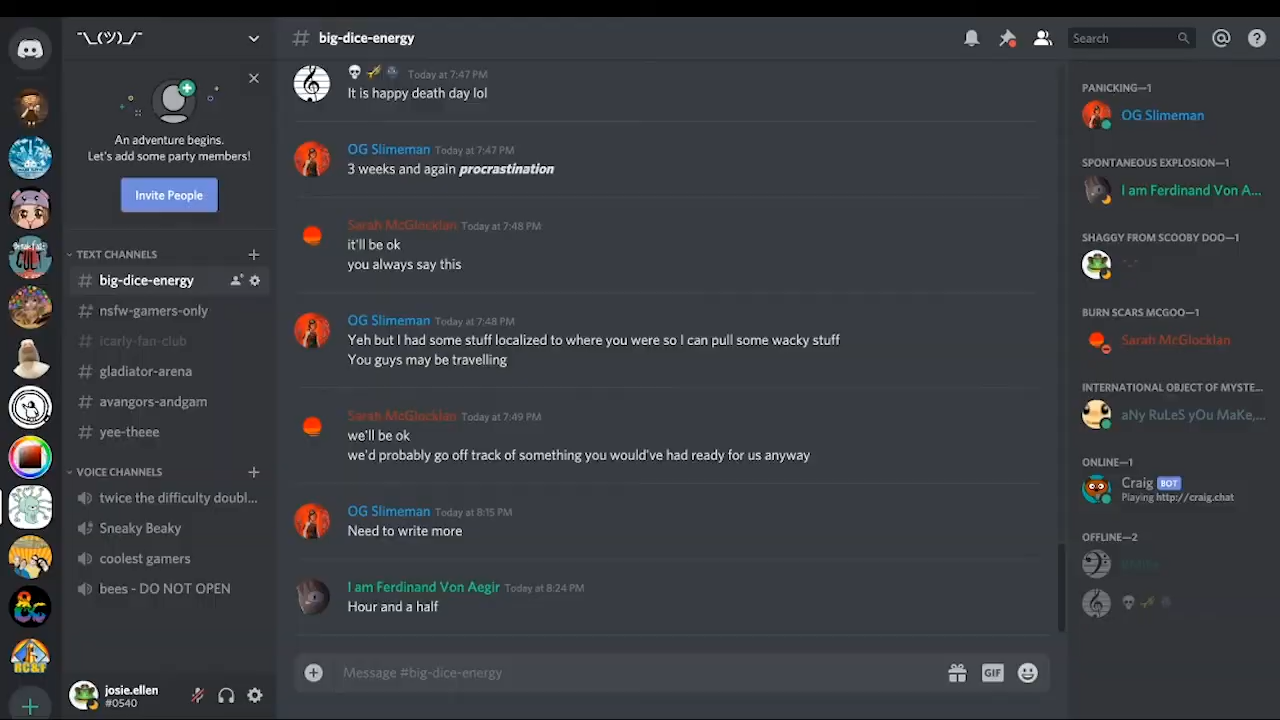 ¯\_(ツ)_/¯
# big-dice-energy
Search
An adventure begins.
Let's add some party members!
Invite People
TEXT CHANNELS
# big-dice-energy
# nsfw-gamers-only
# icarly-fan-club
# gladiator-arena
# avangors-andgam
# yee-theee
VOICE CHANNELS
twice the difficulty doubl...
Sneaky Beaky
coolest gamers
bees - DO NOT OPEN
josie.ellen
#0540
💀🎺 Today at 7:47 PM
It is happy death day lol
OG Slimeman Today at 7:47 PM
3 weeks and again procrastination
Sarah McGlocklan Today at 7:48 PM
it'll be ok
you always say this
OG Slimeman Today at 7:48 PM
Yeh but I had some stuff localized to where you were so I can pull some wacky stuff
You guys may be travelling
Sarah McGlocklan Today at 7:49 PM
we'll be ok
we'd probably go off track of something you would've had ready for us anyway
OG Slimeman Today at 8:15 PM
Need to write more
I am Ferdinand Von Aegir Today at 8:24 PM
Hour and a half
Message #big-dice-energy
GIF
PANICKING—1
OG Slimeman
SPONTANEOUS EXPLOSION—1
I am Ferdinand Von A...
SHAGGY FROM SCOOBY DOO—1
BURN SCARS MCGOO—1
Sarah McGlocklan
INTERNATIONAL OBJECT OF MYSTE...
aNy RuLeS yOu MaKe,...
ONLINE—1
Craig BOT
Playing http://craig.chat
OFFLINE—2
BREAKFAST
CULT
RC&F